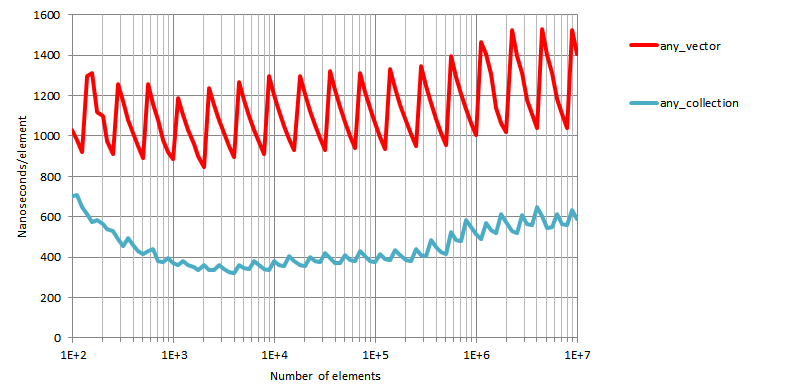 1600
1400
1200
1000
800
600
400
200
0
Nanoseconds/element
1E+2 1E+3 1E+4 1E+5 1E+6 1E+7
Number of elements
any_vector
any_collection